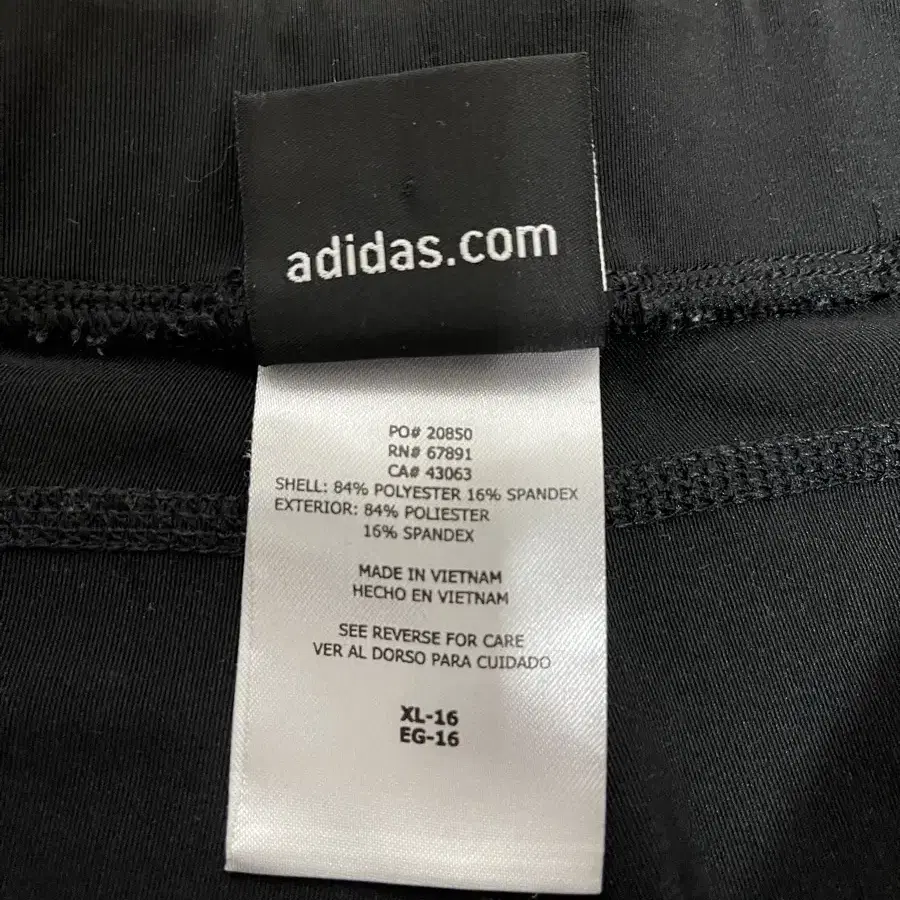 adidas.com
PO# 20850
RN# 67891
CA# 43063
SHELL: 84% POLYESTER 16% SPANDEX
EXTERIOR: 84% POLIESTER
16% SPANDEX
MADE IN VIETNAM
HECHO EN VIETNAM
SEE REVERSE FOR CARE
VER AL DORSO PARA CUIDADO
XL-16
EG-16